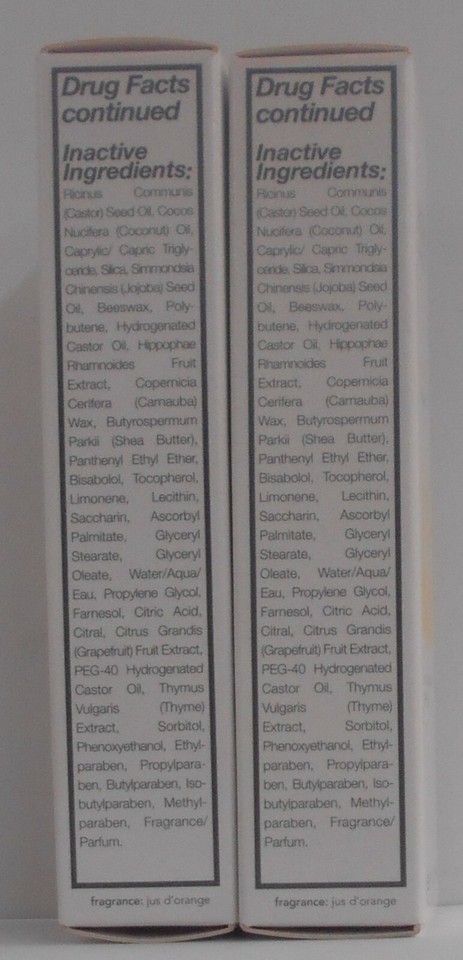 Drug Facts
continued
Inactive
Ingredients:
Ricinus Communis
(Castor) Seed Oil, Cocos
Nucifera (Coconut) Oil,
Caprylic/ Capric Trigly-
ceride, Silica, Simmondsia
Chinensis (Jojoba) Seed
Oil, Beeswax, Poly-
butene, Hydrogenated
Castor Oil, Hippophae
Rhamnoides Fruit
Extract, Copernicia
Cerifera (Carnauba)
Wax, Butyrospermum
Parkii (Shea Butter),
Panthenyl Ethyl Ether,
Bisabolol, Tocopherol,
Limonene, Lecithin,
Saccharin, Ascorbyl
Palmitate, Glyceryl
Stearate, Glyceryl
Oleate, Water/Aqua/
Eau, Propylene Glycol,
Farnesol, Citric Acid,
Citral, Citrus Grandis
(Grapefruit) Fruit Extract,
PEG-40 Hydrogenated
Castor Oil, Thymus
Vulgaris (Thyme)
Extract, Sorbitol,
Phenoxyethanol, Ethyl-
paraben, Propylpara-
ben, Butylparaben, Iso-
butylparaben, Methyl-
paraben, Fragrance/
Parfum.
fragrance: jus d'orange
Drug Facts
continued
Inactive
Ingredients:
Ricinus Communis
(Castor) Seed Oil, Cocos
Nucifera (Coconut) Oil,
Caprylic/ Capric Trigly-
ceride, Silica, Simmondsia
Chinensis (Jojoba) Seed
Oil, Beeswax, Poly-
butene, Hydrogenated
Castor Oil, Hippophae
Rhamnoides Fruit
Extract, Copernicia
Cerifera (Carnauba)
Wax, Butyrospermum
Parkii (Shea Butter),
Panthenyl Ethyl Ether,
Bisabolol, Tocopherol,
Limonene, Lecithin,
Saccharin, Ascorbyl
Palmitate, Glyceryl
Stearate, Glyceryl
Oleate, Water/Aqua/
Eau, Propylene Glycol,
Farnesol, Citric Acid,
Citral, Citrus Grandis
(Grapefruit) Fruit Extract,
PEG-40 Hydrogenated
Castor Oil, Thymus
Vulgaris (Thyme)
Extract, Sorbitol,
Phenoxyethanol, Ethyl-
paraben, Propylpara-
ben, Butylparaben, Iso-
butylparaben, Methyl-
paraben, Fragrance/
Parfum.
fragrance: jus d'orange